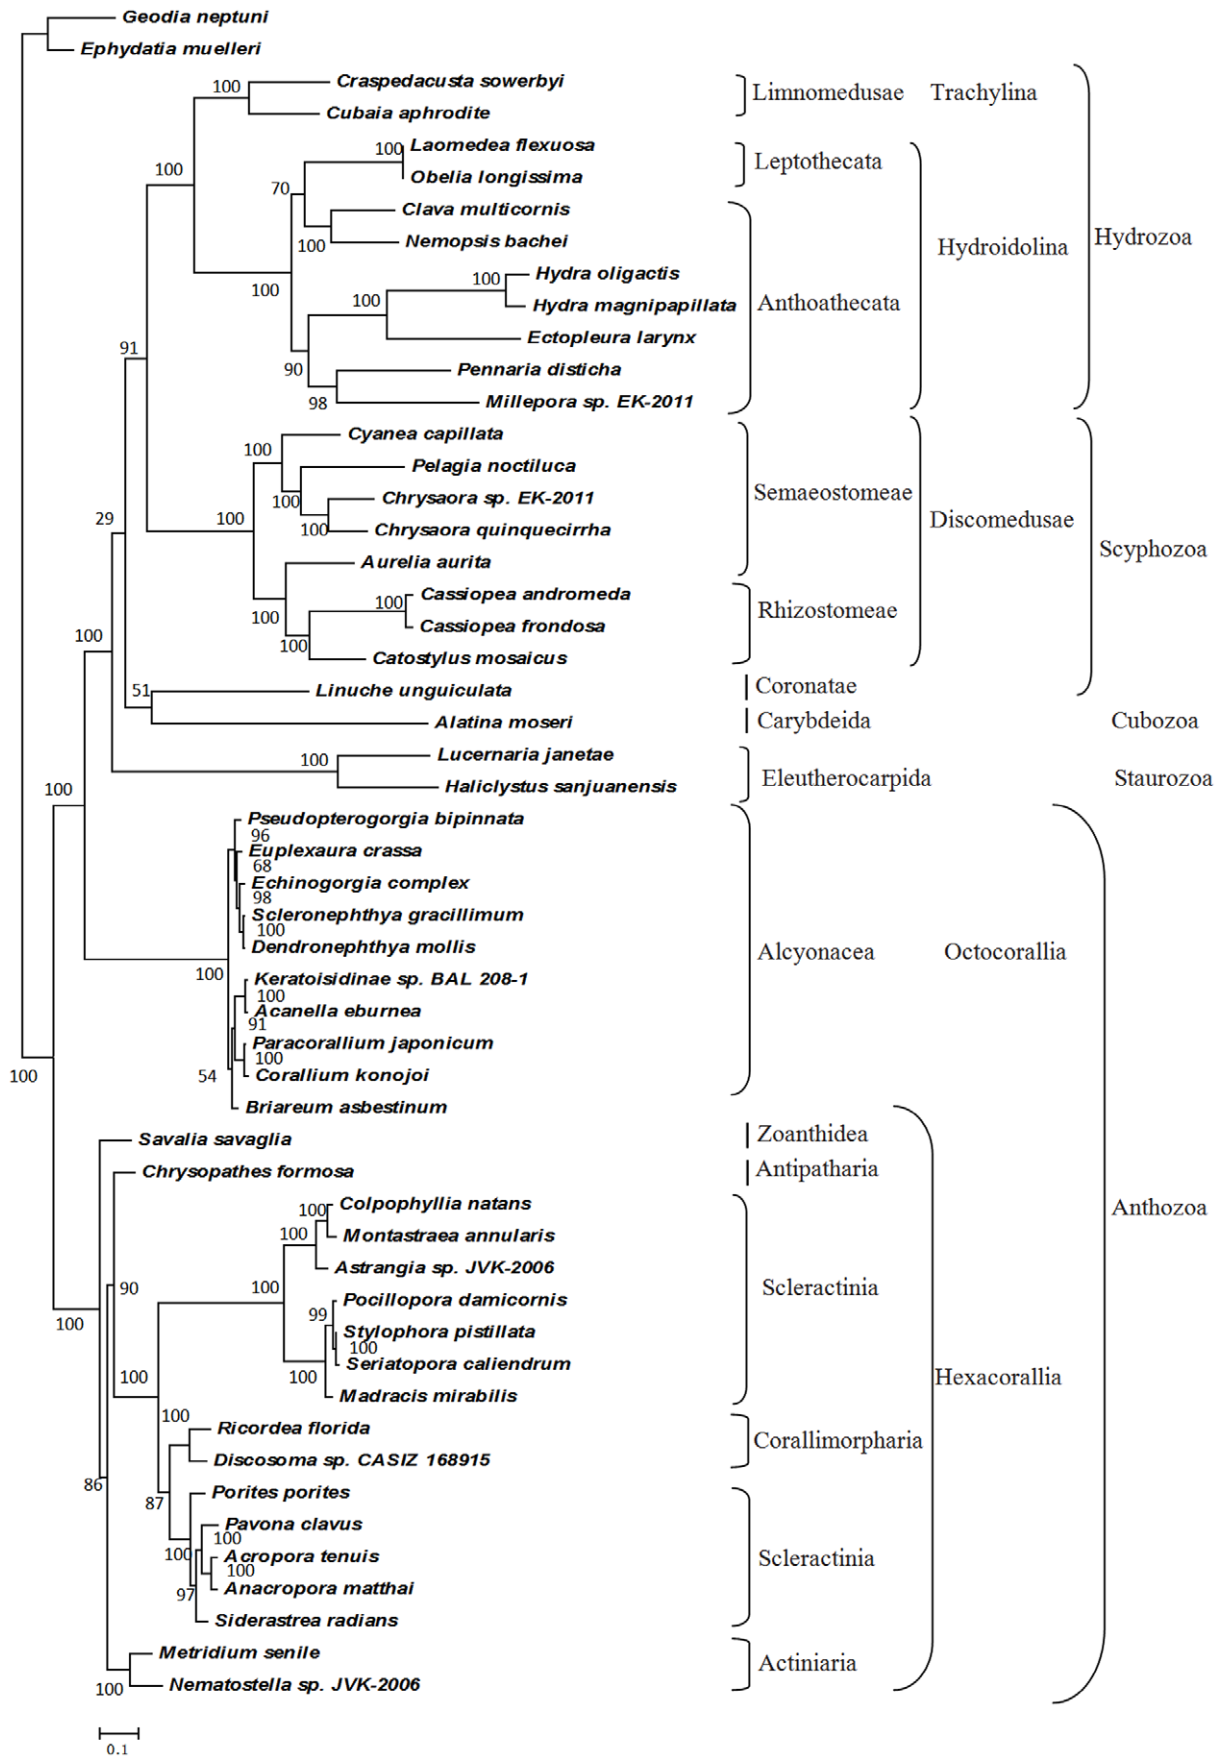 Geodia neptuni
Ephydatia muelleri
100 Craspedacusta sowerbyi Limnomedusae Trachylina
Cubaia aphrodite
100 Laomedea flexuosa Leptothecata
100
Obelia longissima
70
Clava multicornis
100 Nemopsis bachei Hydroidolina Hydrozoa
100 Hydra oligactis
100
100 Hydra magnipapillata Anthoathecata
Ectopleura larynx
91
90 Pennaria disticha
98 Millepora sp. EK-2011
Cyanea capillata
100
Pelagia noctiluca
100 Chrysaora sp. EK-2011 Semaeostomeae
29 100 100 Chrysaora quinquecirrha Discomedusae
Scyphozoa
Aurelia aurita
100 100 Cassiopea andromeda Rhizostomeae
Cassiopea frondosa
100 100
Catostylus mosaicus
51 Linuche unguiculata Coronatae
Alatina moseri Carybdeida Cubozoa
100 Lucernaria janetae
Eleutherocarpida Staurozoa
100 Haliclystus sanjuanensis
Pseudopterogorgia bipinnata
96
Euplexaura crassa
68
Echinogorgia complex
98
Scleronephthya gracillimum
100
Dendronephthya mollis Alcyonacea Octocorallia
100 Keratoisidinae sp. BAL 208-1
100
Acanella eburnea
91
Paracorallium japonicum
100
100 54 Corallium konojoi
Briareum asbestinum
Savalia savaglia Zoanthidea
Chrysopathes formosa Antipatharia
100 Colpophyllia natans Anthozoa
100 Montastraea annularis
Astrangia sp. JVK-2006
90 100 Scleractinia
99 Pocillopora damicornis
100 Stylophora pistillata
100
Seriatopora caliendrum
100 100 Hexacorallia
Madracis mirabilis
100
Ricordea florida
Corallimorpharia
Discosoma sp. CASIZ 168915
86
87 Porites porites
Pavona clavus
100
100 Acropora tenuis Scleractinia
100
97 Anacropora matthai
Siderastrea radians
Metridium senile
Actiniaria
100 Nematostella sp. JVK-2006
0.1